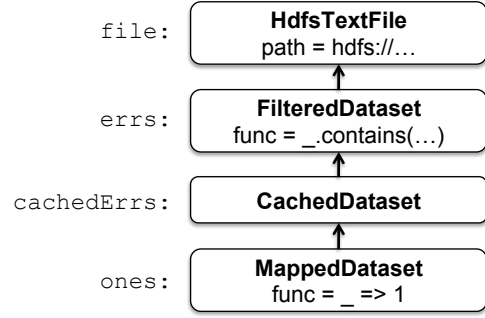 file:
HdfsTextFile
path = hdfs://…
errs:
FilteredDataset
func = _.contains(…)
cachedErrs:
CachedDataset
ones:
MappedDataset
func = _ => 1